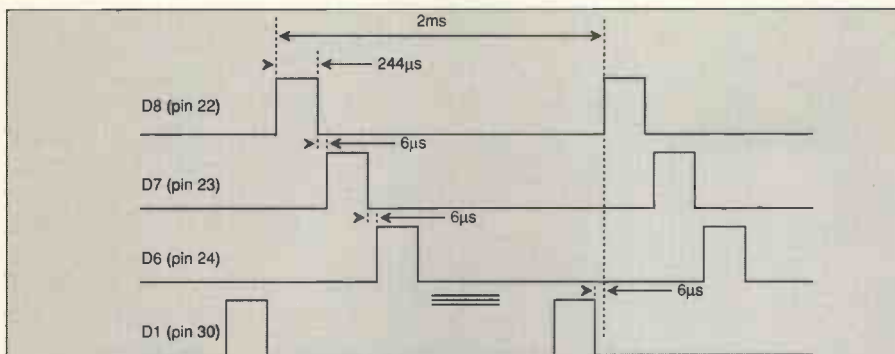 2ms
244μs
D8 (pin 22)
6μs
D7 (pin 23)
6μs
D6 (pin 24)
6μs
D1 (pin 30)